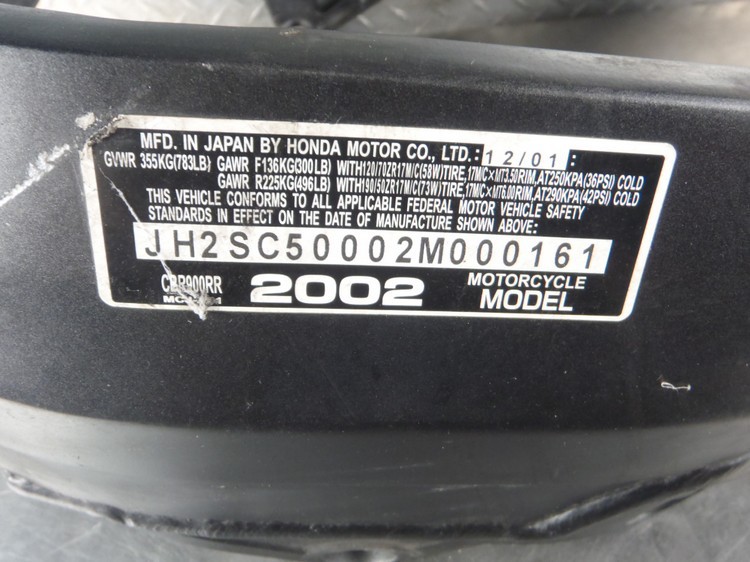 MFD. IN JAPAN BY HONDA MOTOR CO., LTD.: 12/01:
GVWR 355KG(783LB) GAWR F136KG(300LB) WITH120/70ZR17M/C(58W)TIRE,17M/C×MT3.50RIM,AT250KPA(36PSI) COLD
GAWR R225KG(496LB) WITH190/50ZR17M/C(73W)TIRE,17M/C×MT6.00RIM,AT290KPA(42PSI) COLD
THIS VEHICLE CONFORMS TO ALL APPLICABLE FEDERAL MOTOR VEHICLE SAFETY
STANDARDS IN EFFECT ON THE DATE OF MANUFACTURE SHOWN ABOVE:
JH2SC50002M000161
CBR900RR 2002 MOTORCYCLE
MODEL